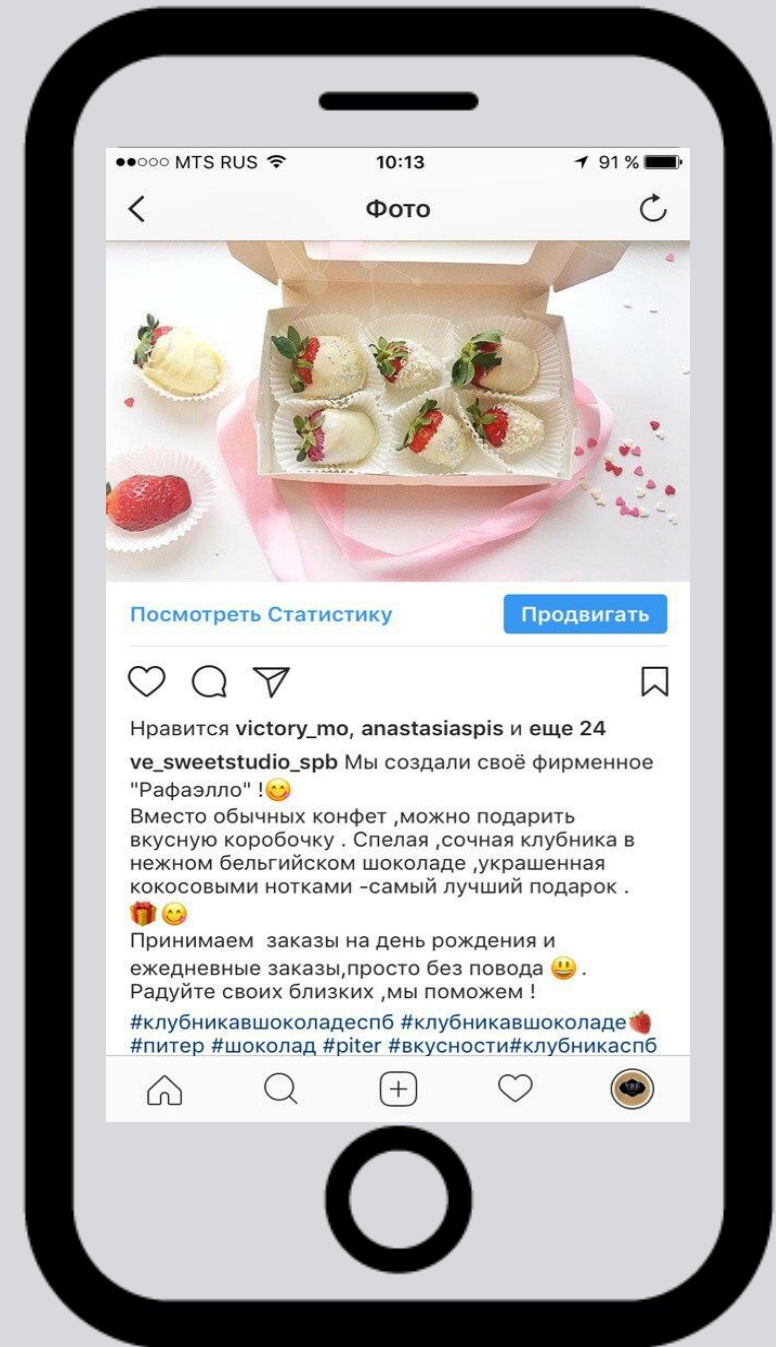 MTS RUS 10:13 91 %
Фото
Посмотреть Статистику Продвигать
Нравится victory_mo, anastasiaspis и еще 24
ve_sweetstudio_spb Мы создали своё фирменное
"Рафаэлло" !😋
Вместо обычных конфет ,можно подарить
вкусную коробочку . Спелая ,сочная клубника в
нежном бельгийском шоколаде ,украшенная
кокосовыми нотками -самый лучший подарок .
🎁😋
Принимаем заказы на день рождения и
ежедневные заказы,просто без повода 😃 .
Радуйте своих близких ,мы поможем !
#клубникавшоколадеспб #клубникавшоколаде🍓
#питер #шоколад #piter #вкусности#клубникаспб